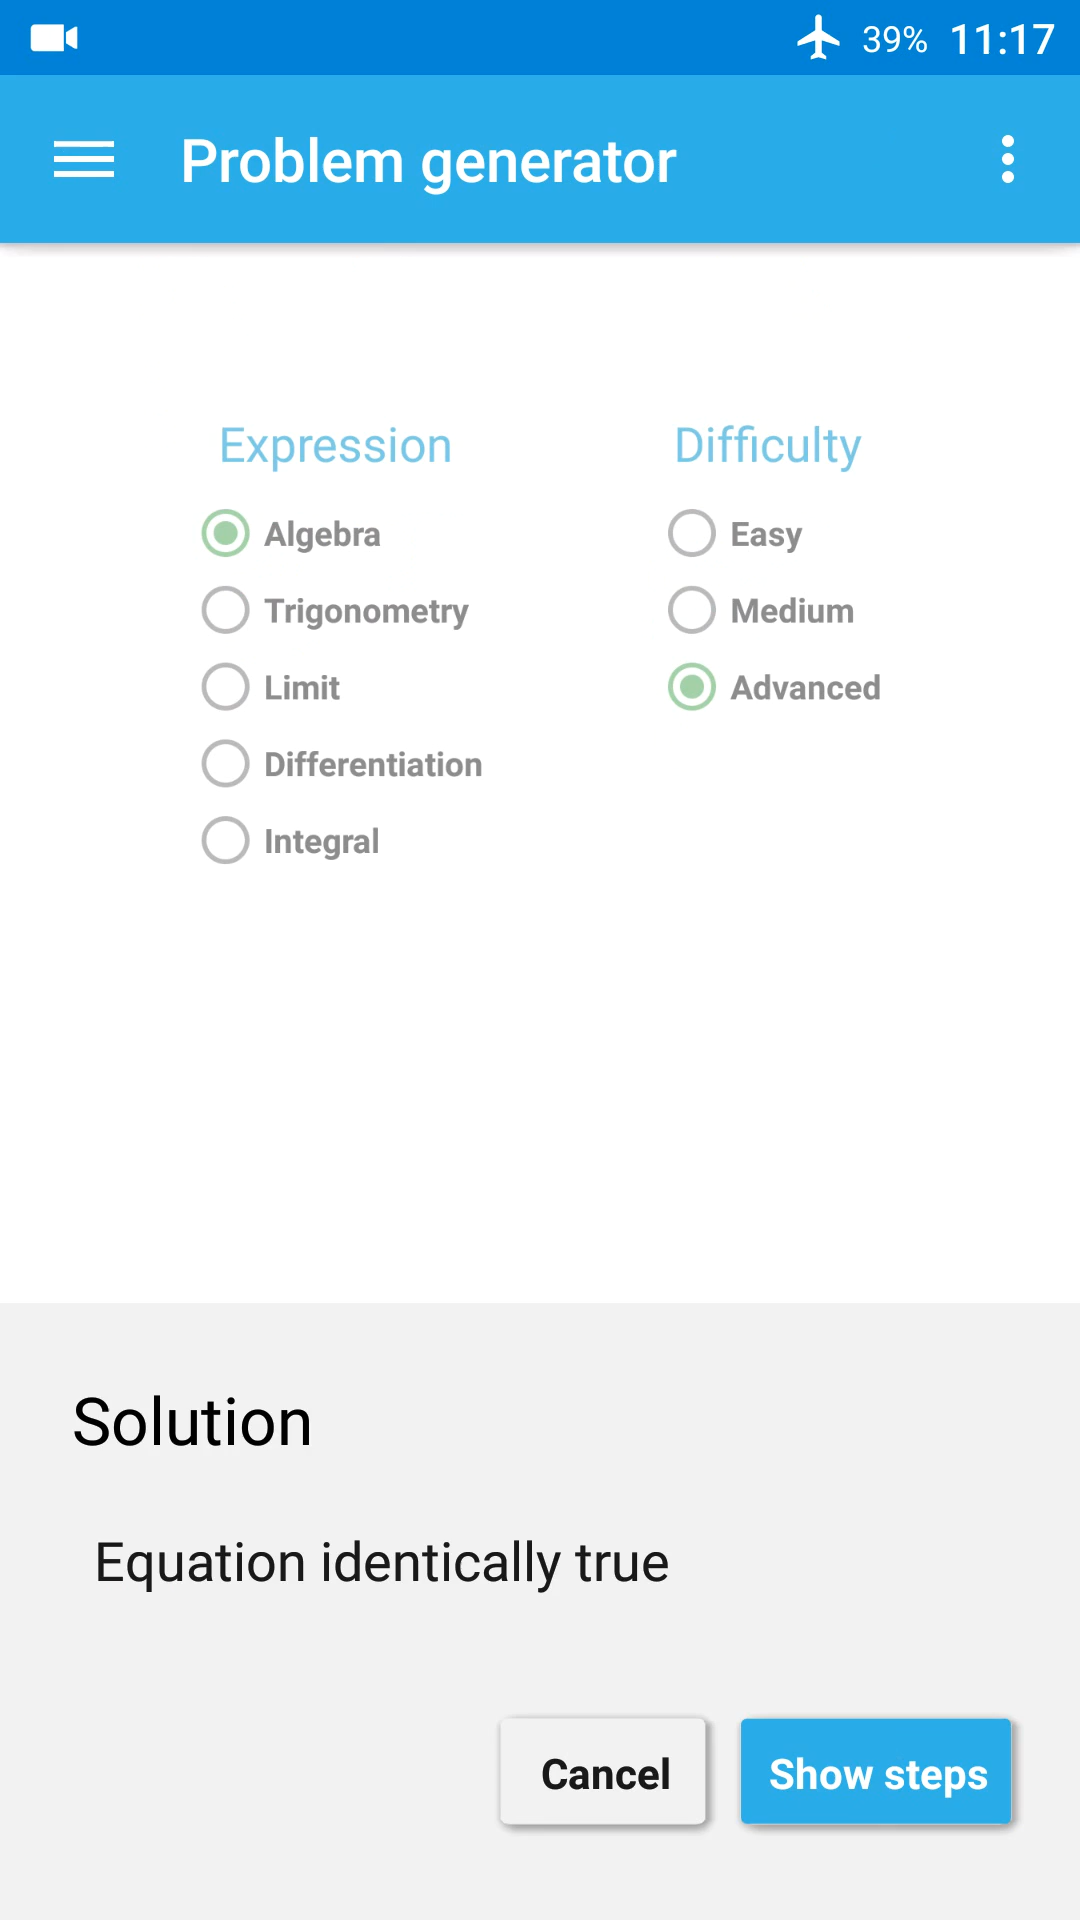 39% 11:17
Problem generator
Expression
Difficulty
Algebra
Easy
Trigonometry
Medium
Limit
Advanced
Differentiation
Integral
Solution
Equation identically true
Cancel
Show steps